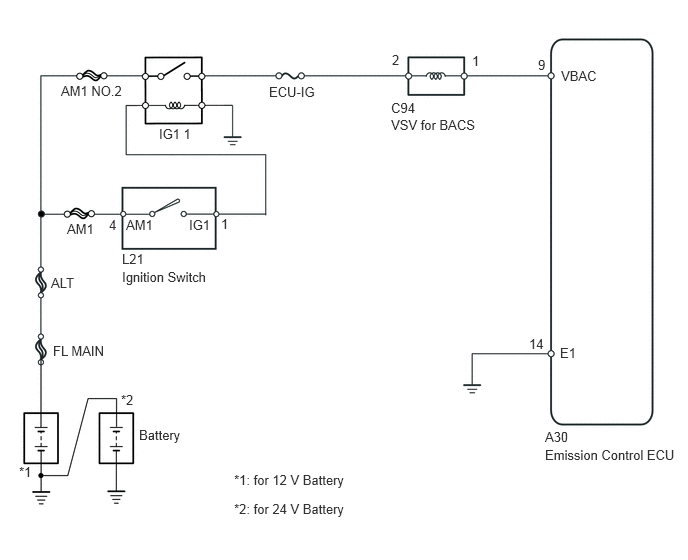 2
1
9
AM1 NO.2
ECU-IG
VBAC
C94
VSV for BACS
IG1 1
AM1
4
AM1
IG1
1
L21
Ignition Switch
ALT
14
E1
FL MAIN
*2
Battery
A30
Emission Control ECU
*1
*1: for 12 V Battery
*2: for 24 V Battery